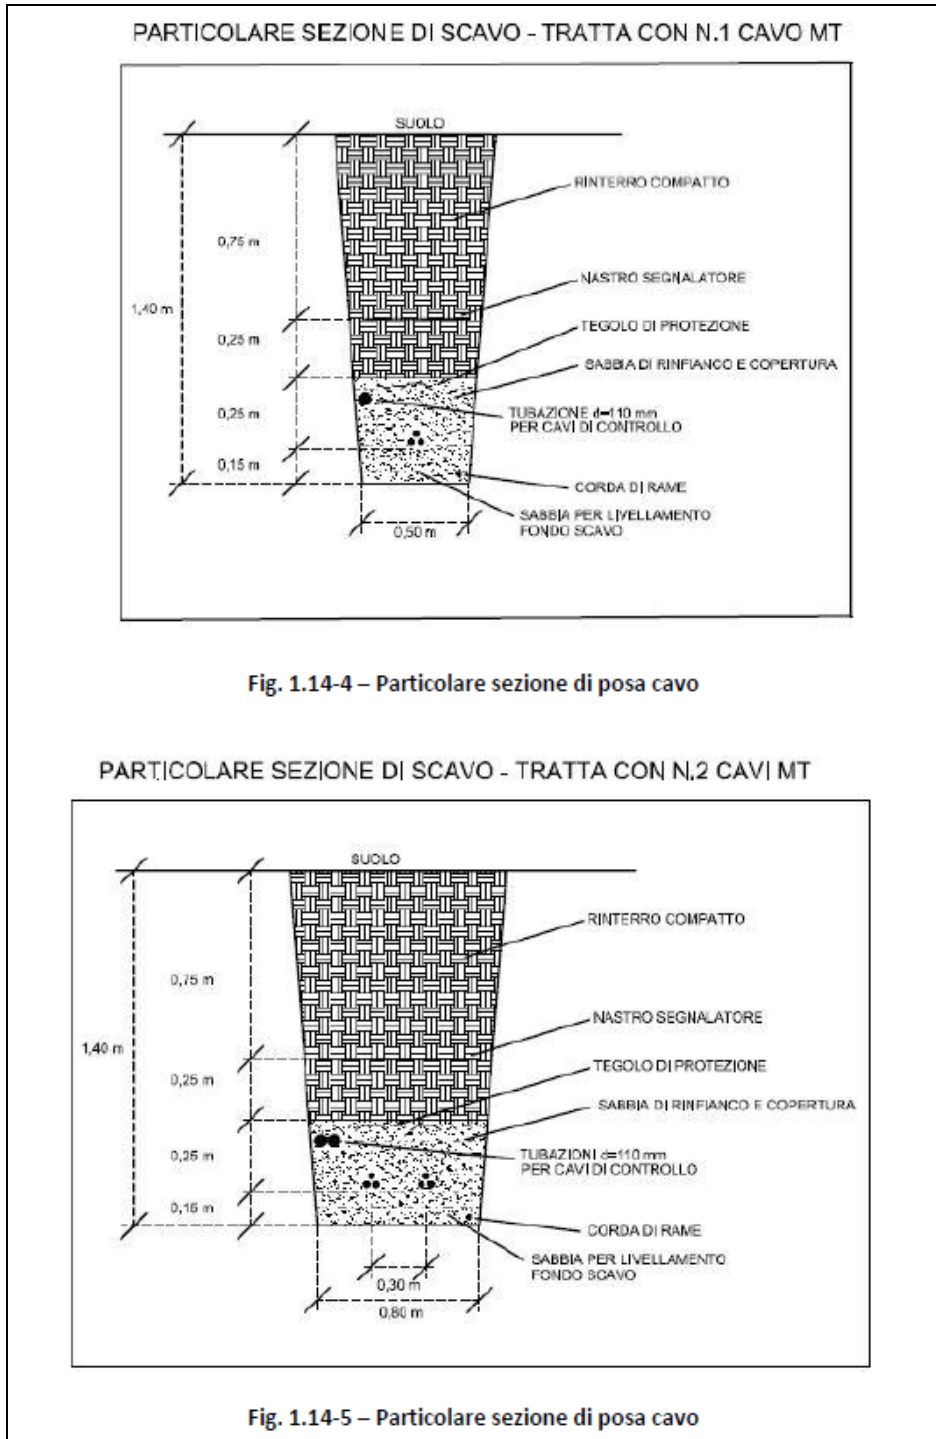 PARTICOLARE SEZIONE DI SCAVO - TRATTA CON N.1 CAVO MT
SUOLO
RINTERRO COMPATTO
0,75 m
NASTRO SEGNALATORE
1,40 m
TEGOLO DI PROTEZIONE
0,25 m
SABBIA DI RINFIANCO E COPERTURA
0,25 m
TUBAZIONE d=110 mm
PER CAVI DI CONTROLLO
0,15 m
CORDA DI RAME
SABBIA PER LIVELLAMENTO
FONDO SCAVO
0,50 m
Fig. 1.14-4 – Particolare sezione di posa cavo
PARTICOLARE SEZIONE DI SCAVO - TRATTA CON N.2 CAVI MT
SUOLO
RINTERRO COMPATTO
0,75 m
NASTRO SEGNALATORE
1,40 m
TEGOLO DI PROTEZIONE
0,25 m
SABBIA DI RINFIANCO E COPERTURA
0,25 m
TUBAZIONI d=110 mm
PER CAVI DI CONTROLLO
0,15 m
CORDA DI RAME
SABBIA PER LIVELLAMENTO
FONDO SCAVO
0,30 m
0,80 m
Fig. 1.14-5 – Particolare sezione di posa cavo